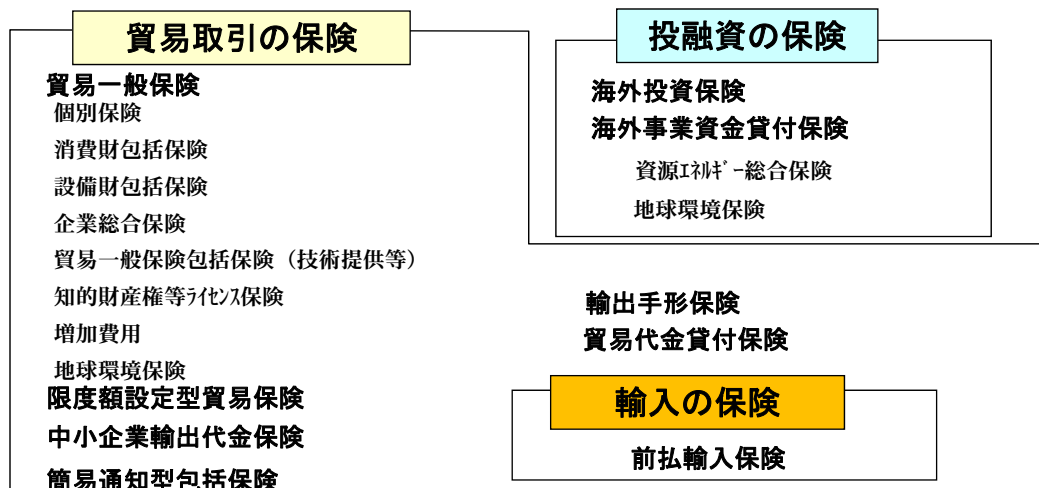 貿易取引の保険
貿易一般保険
個別保険
消費財包括保険
設備財包括保険
企業総合保険
貿易一般保険包括保険（技術提供等）
知的財産権等ﾗｲｾﾝｽ保険
増加費用
地球環境保険
限度額設定型貿易保険
中小企業輸出代金保険
簡易通知型包括保険
投融資の保険
海外投資保険
海外事業資金貸付保険
資源ｴﾈﾙｷﾞｰ総合保険
地球環境保険
輸出手形保険
貿易代金貸付保険
輸入の保険
前払輸入保険